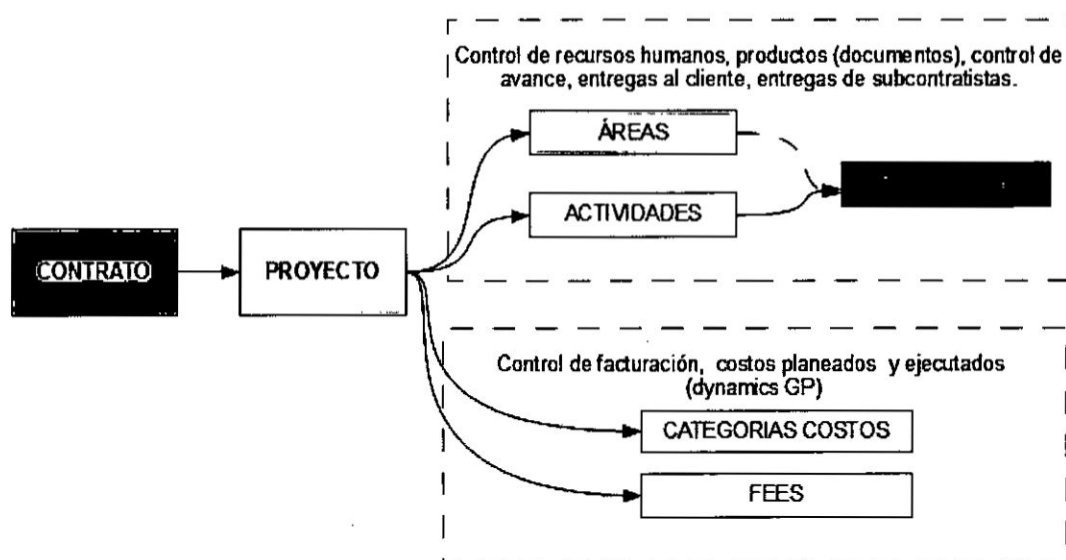 Control de recursos humanos, productos (documentos), control de
avance, entregas al cliente, entregas de subcontratistas.
ÁREAS
ACTIVIDADES
CONTRATO
PROYECTO
Control de facturación, costos planeados y ejecutados
(dynamics GP)
CATEGORIAS COSTOS
FEES